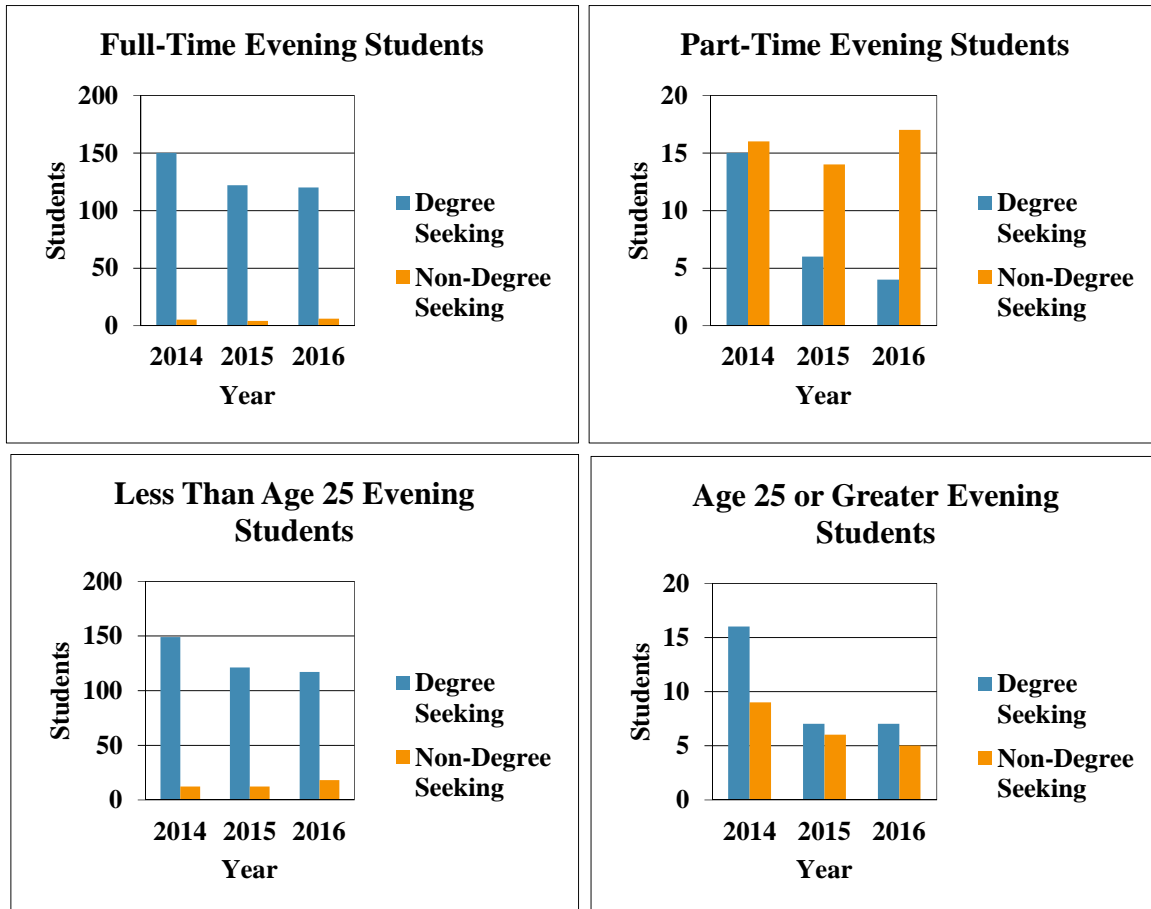 Full-Time Evening Students
200
150
100
50
0
Students
2014 2015 2016
Year
Degree
Seeking
Non-Degree
Seeking
Part-Time Evening Students
20
15
10
5
0
Students
2014 2015 2016
Year
Degree
Seeking
Non-Degree
Seeking
Less Than Age 25 Evening
Students
200
150
100
50
0
Students
2014 2015 2016
Year
Degree
Seeking
Non-Degree
Seeking
Age 25 or Greater Evening
Students
20
15
10
5
0
Students
2014 2015 2016
Year
Degree
Seeking
Non-Degree
Seeking